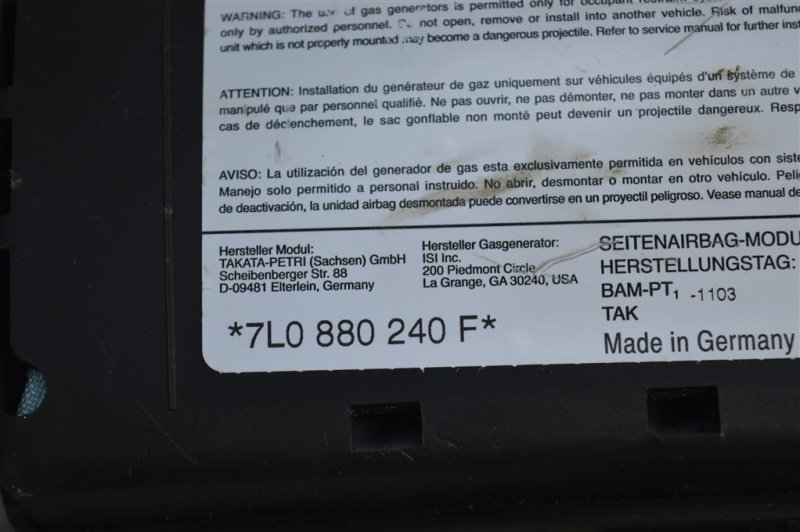 WARNING: The use of gas generators is permitted only for occupant restraint
only by authorized personnel. Do not open, remove or install into another vehicle. Risk of malfunc
unit which is not properly mounted may become a dangerous projectile. Refer to service manual for further inst
ATTENTION: Installation du générateur de gaz uniquement sur véhicules équipés d'un système de
manipulé que par personnel qualifié. Ne pas ouvrir, ne pas démonter, ne pas monter dans un autre v
cas de déclenchement, le sac gonflable non monté peut devenir un projectile dangereux. Resp
AVISO: La utilización del generador de gas esta exclusivamente permitida en vehículos con siste
Manejo solo permitido a personal instruido. No abrir, desmontar o montar en otro vehículo. Pelig
de deactivación, la unidad airbag desmontada puede convertirse en un proyectil peligroso. Vease manual de
Hersteller Modul:
TAKATA-PETRI (Sachsen) GmbH
Scheibenberger Str. 88
D-09481 Elterlein, Germany
Hersteller Gasgenerator:
ISI Inc.
200 Piedmont Circle
La Grange, GA 30240, USA
SEITENAIRBAG-MODU
HERSTELLUNGSTAG:
BAM-PT₁ -1103
TAK
Made in Germany
*7L0 880 240 F*